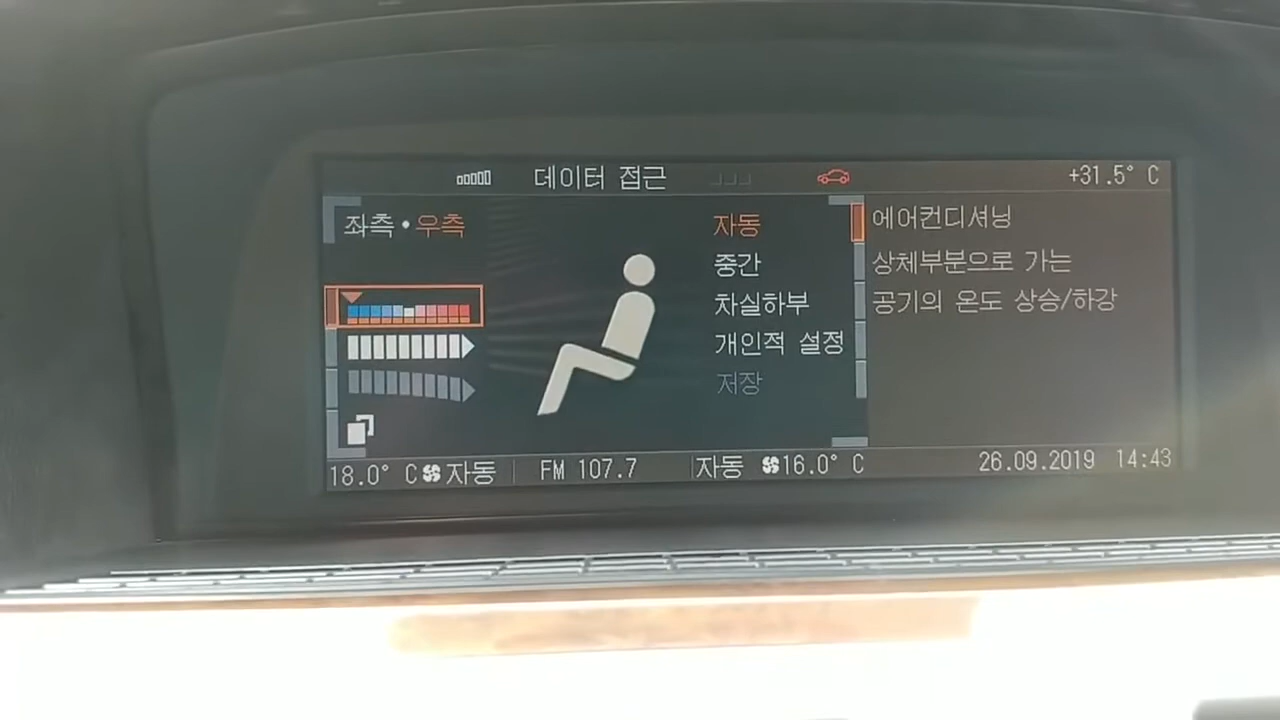 데이터 접근 +31.5° C
좌측•우측
자동
중간
차실하부
개인적 설정
저장
에어컨디셔닝
상체부분으로 가는
공기의 온도 상승/하강
18.0° C 자동 FM 107.7 자동 16.0° C 26.09.2019 14:43